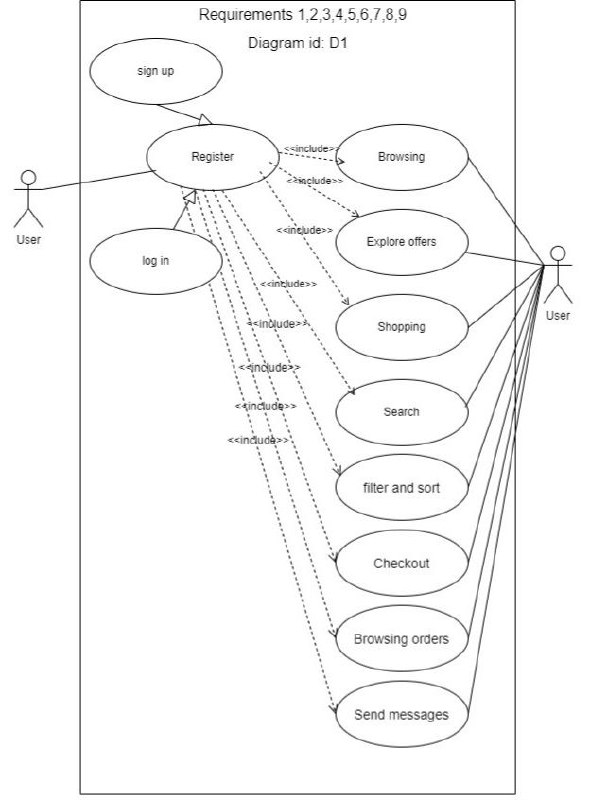 Requirements 1,2,3,4,5,6,7,8,9
Diagram id: D1
sign up
Register
<<include>>
Browsing
<<include>>
User
Explore offers
<<include>>
log in
<<include>>
Shopping
User
<<include>>
<<include>>
Search
<<include>>
<<include>>
filter and sort
Checkout
Browsing orders
Send messages